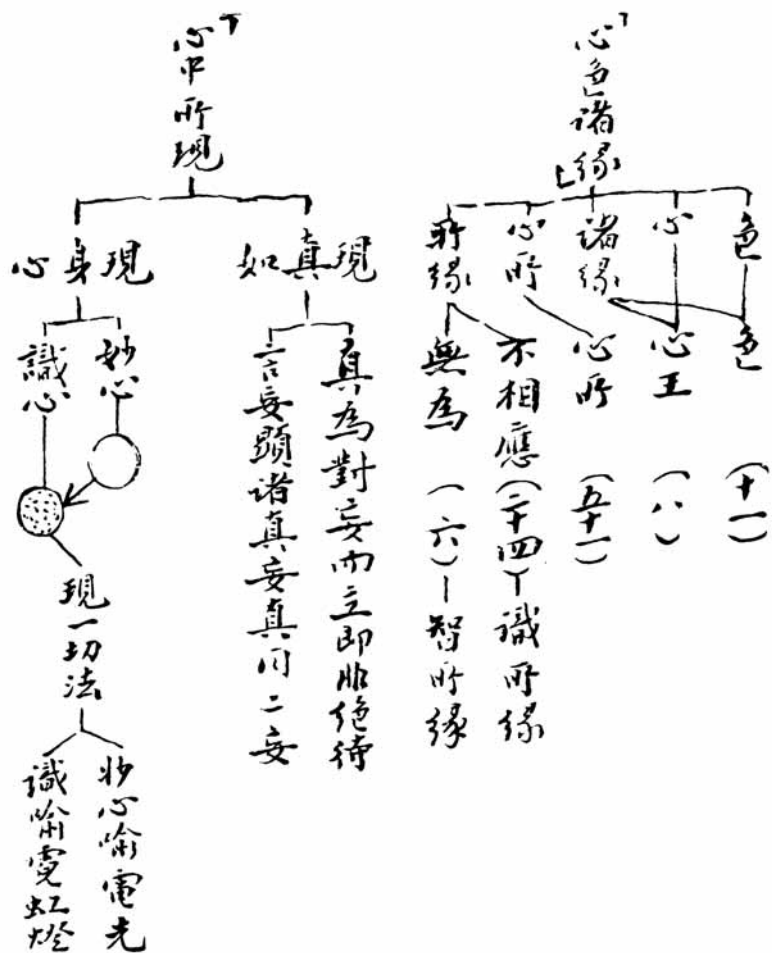 「心色諸緣」
色
心
諸緣
心所
所緣
色 (十一)
心王 (八)
心所 (五十一)
不相應 (二十四) 識所緣
無為 (六) 智所緣
「心中所現
現真如
真為對妄而立即非絕待
言妄顯諸真妄真同二妄
現身心
妙心
識心
現一切法
妙心喻電光
識喻霓虹燈